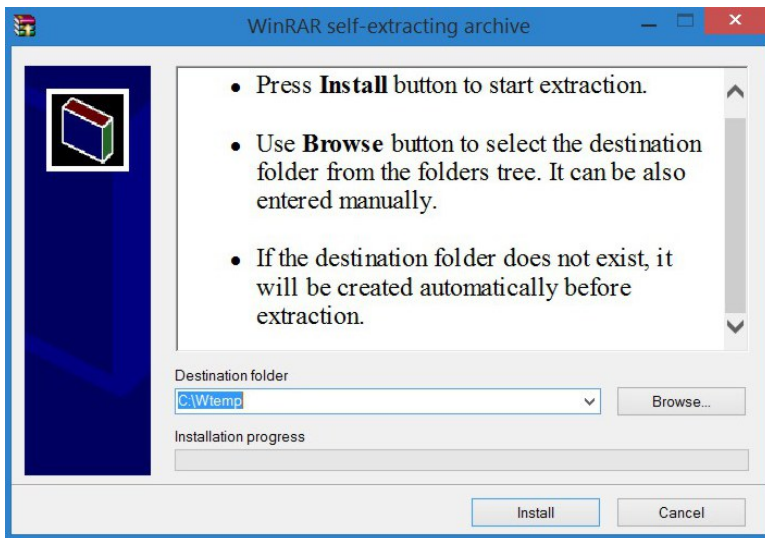 WinRAR self-extracting archive
• Press Install button to start extraction.
• Use Browse button to select the destination
folder from the folders tree. It can be also
entered manually.
• If the destination folder does not exist, it
will be created automatically before
extraction.
Destination folder
C:\Wtemp
Browse...
Installation progress
Install
Cancel